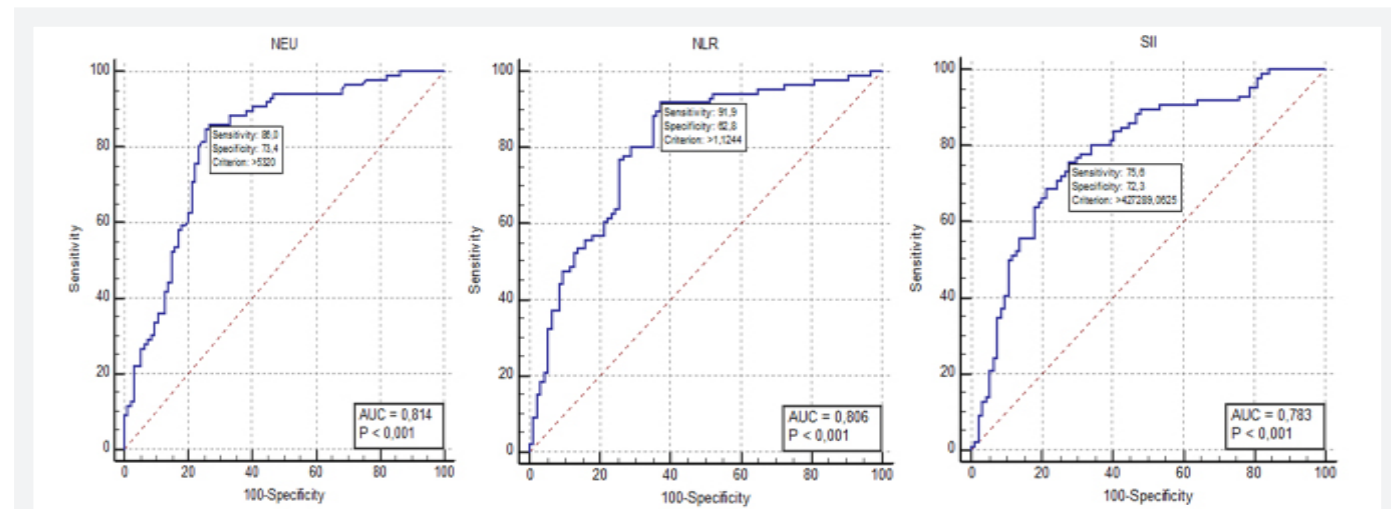 NEU
100
80
60
40
20
0
Sensitivity
Sensitivity: 86,0
Specificity: 73,4
Criterion: >5320
AUC = 0,814
P < 0,001
0 20 40 60 80 100
100-Specificity
NLR
100
80
60
40
20
0
Sensitivity
Sensitivity: 91,9
Specificity: 62,8
Criterion: >1,1244
AUC = 0,806
P < 0,001
0 20 40 60 80 100
100-Specificity
SII
100
80
60
40
20
0
Sensitivity
Sensitivity: 75,6
Specificity: 72,3
Criterion: >427289,0625
AUC = 0,783
P < 0,001
0 20 40 60 80 100
100-Specificity